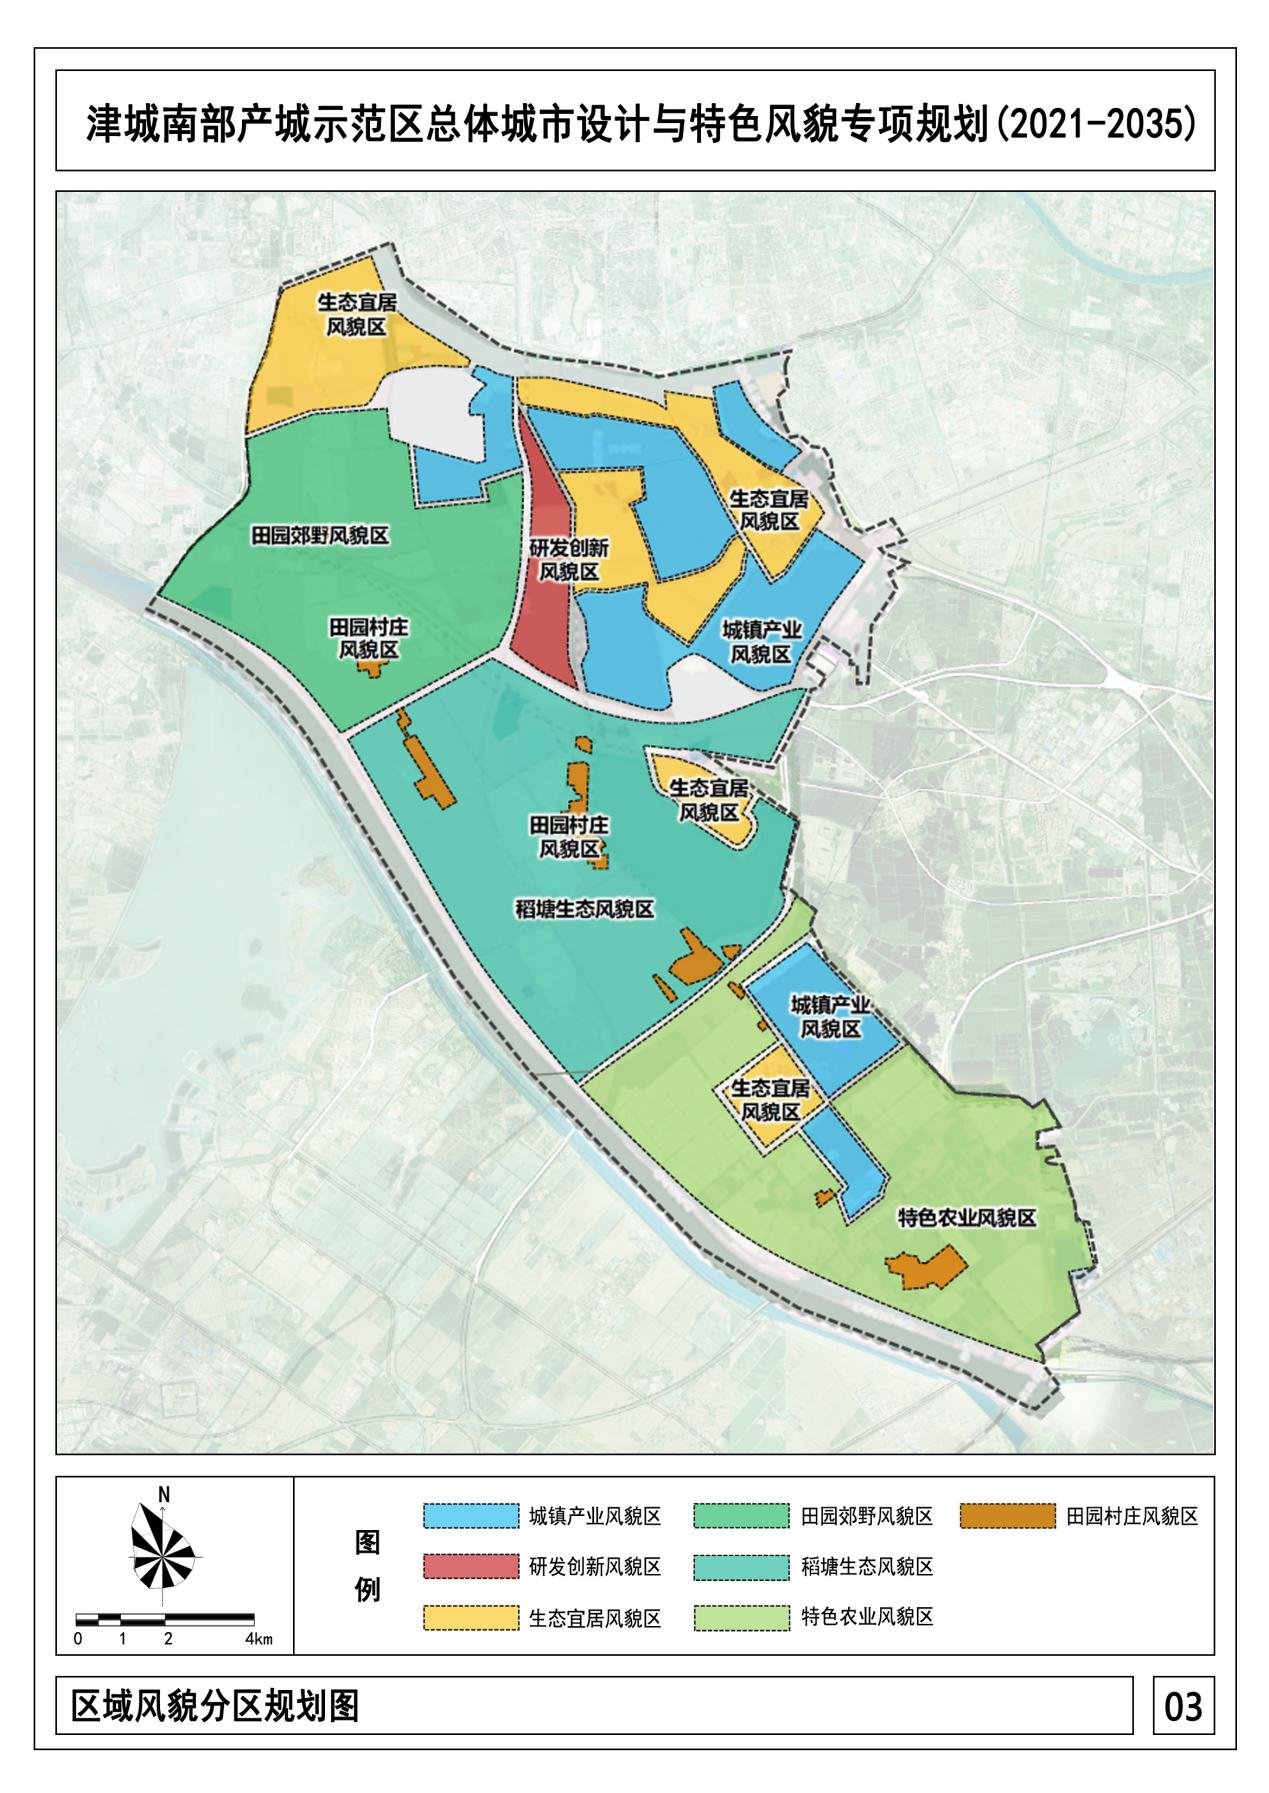 津城南部产城示范区总体城市设计与特色风貌专项规划(2021-2035)
生态宜居
风貌区
生态宜居
风貌区
田园郊野风貌区
研发创新
风貌区
田园村庄
风貌区
城镇产业
风貌区
生态宜居
风貌区
田园村庄
风貌区
稻塘生态风貌区
城镇产业
风貌区
生态宜居
风貌区
特色农业风貌区
N
0 1 2 4km
图
例
城镇产业风貌区
田园郊野风貌区
田园村庄风貌区
研发创新风貌区
稻塘生态风貌区
生态宜居风貌区
特色农业风貌区
区域风貌分区规划图
03